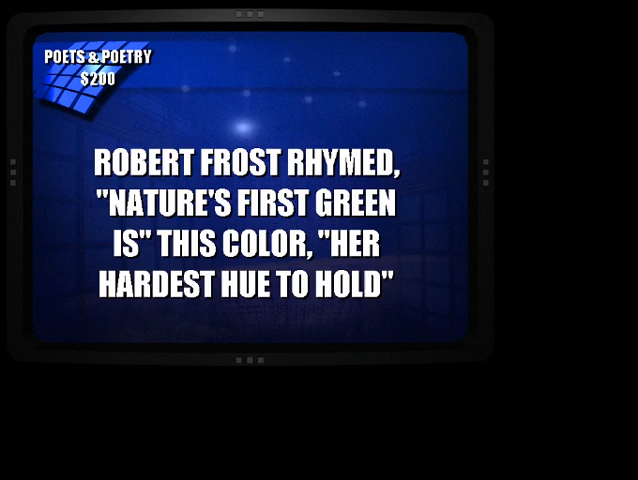 POETS & POETRY
$200
ROBERT FROST RHYMED,
"NATURE'S FIRST GREEN
IS" THIS COLOR, "HER
HARDEST HUE TO HOLD"